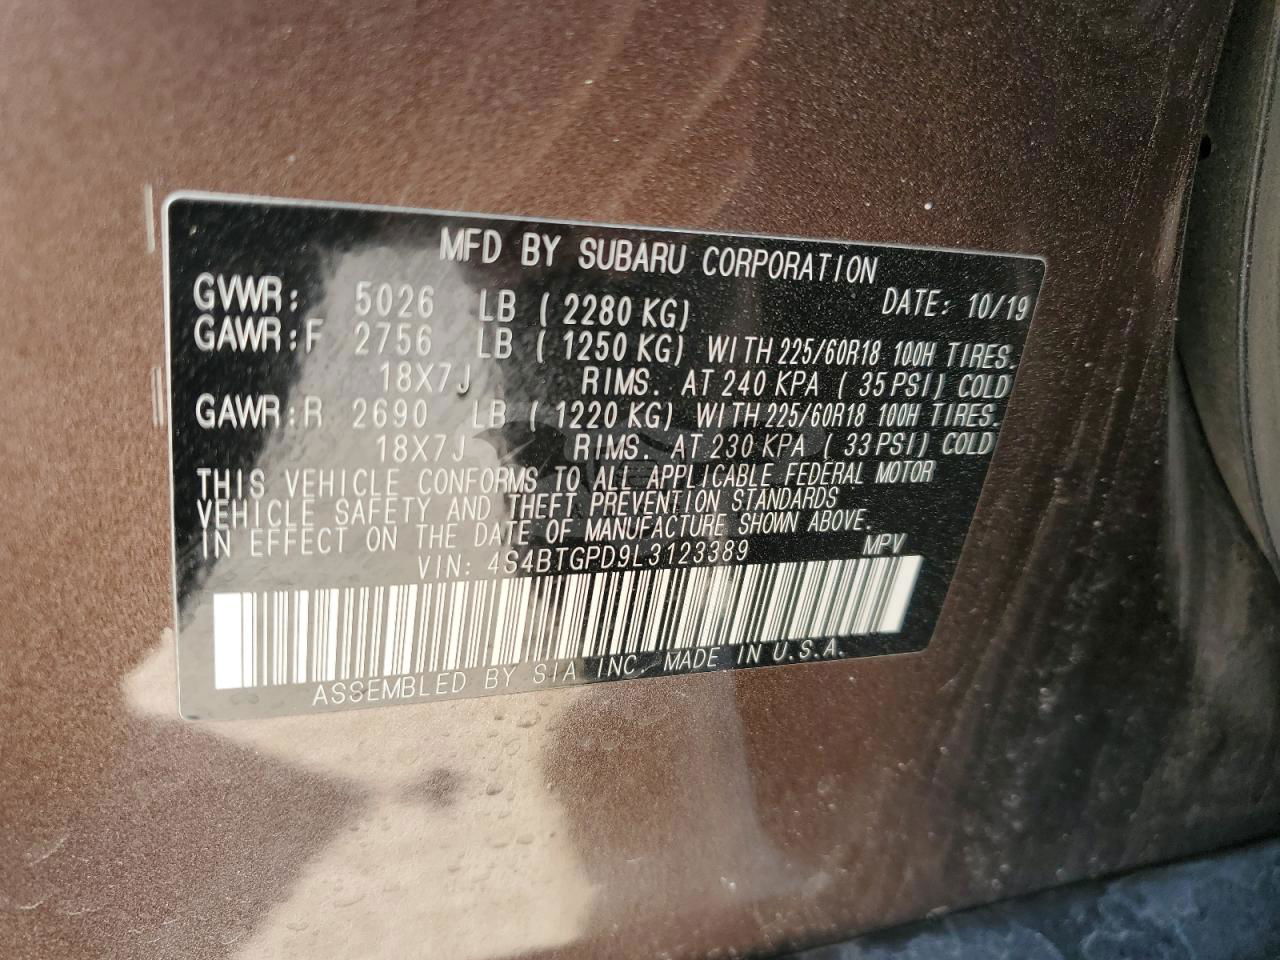 MFD BY SUBARU CORPORATION
GVWR: 5026 LB ( 2280 KG) DATE: 10/19
GAWR:F 2756 LB ( 1250 KG) WITH 225/60R18 100H TIRES.
18X7J RIMS. AT 240 KPA ( 35 PSI) COLD
GAWR:R 2690 LB ( 1220 KG) WITH 225/60R18 100H TIRES.
18X7J RIMS. AT 230 KPA ( 33 PSI) COLD
THIS VEHICLE CONFORMS TO ALL APPLICABLE FEDERAL MOTOR
VEHICLE SAFETY AND THEFT PREVENTION STANDARDS
IN EFFECT ON THE DATE OF MANUFACTURE SHOWN ABOVE.
VIN: 4S4BTGPD9L3123389 MPV
ASSEMBLED BY SIA INC MADE IN U.S.A.